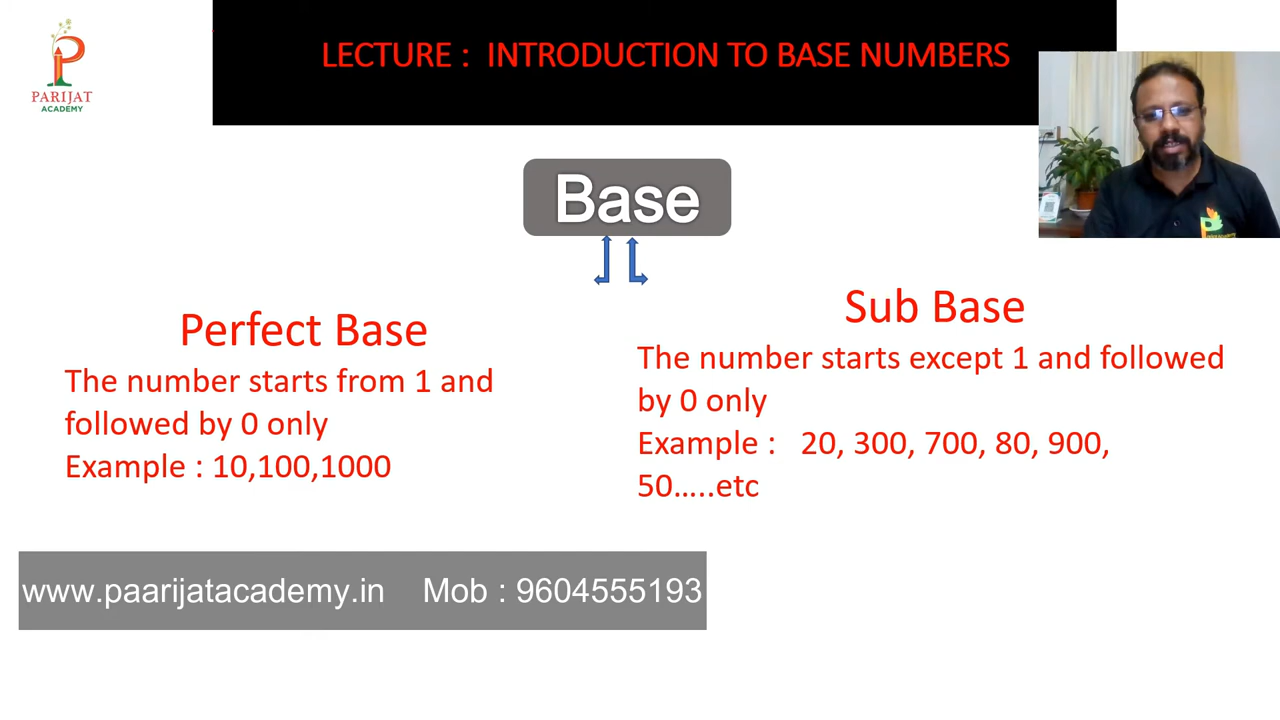 PARIJAT
ACADEMY
LECTURE : INTRODUCTION TO BASE NUMBERS
Base
Perfect Base
The number starts from 1 and
followed by 0 only
Example : 10,100,1000
Sub Base
The number starts except 1 and followed
by 0 only
Example : 20, 300, 700, 80, 900,
50.....etc
www.paarijatacademy.in Mob : 9604555193